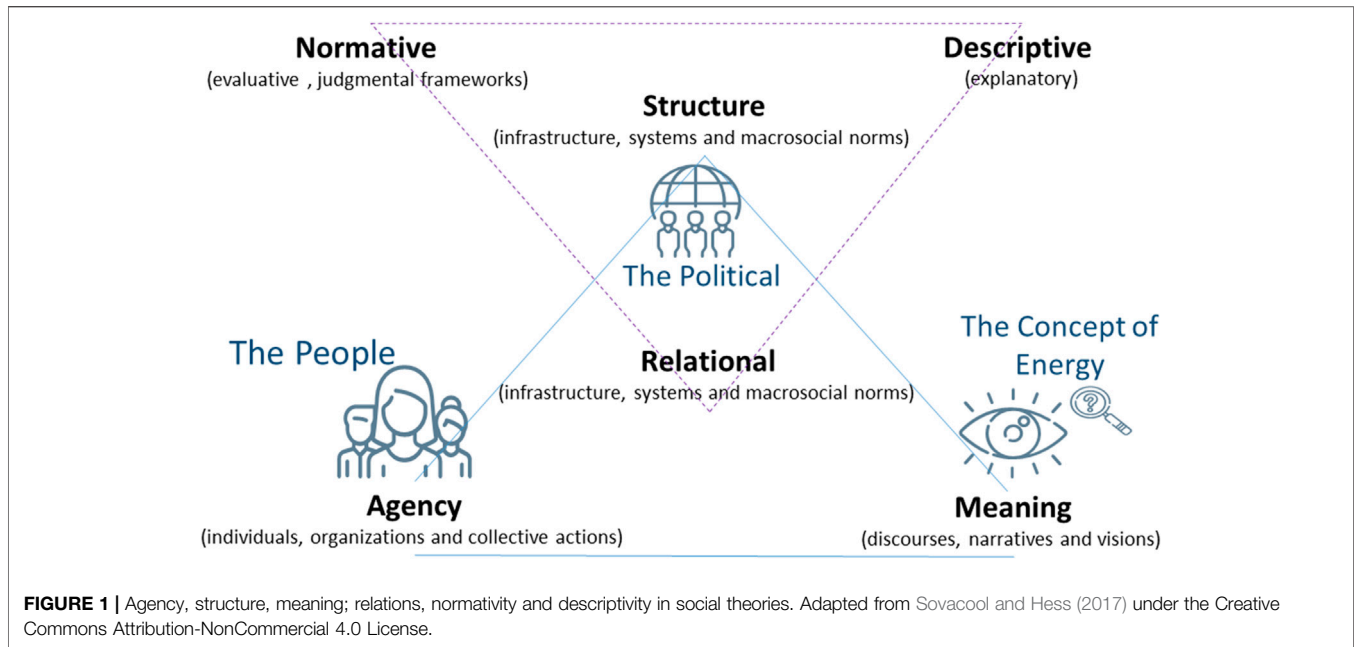 Normative
(evaluative , judgmental frameworks)
Descriptive
(explanatory)
Structure
(infrastructure, systems and macrosocial norms)
The Political
The People
The Concept of
Energy
Relational
(infrastructure, systems and macrosocial norms)
?
Agency
(individuals, organizations and collective actions)
Meaning
(discourses, narratives and visions)
FIGURE 1 | Agency, structure, meaning; relations, normativity and descriptivity in social theories. Adapted from Sovacool and Hess (2017) under the Creative
Commons Attribution-NonCommercial 4.0 License.